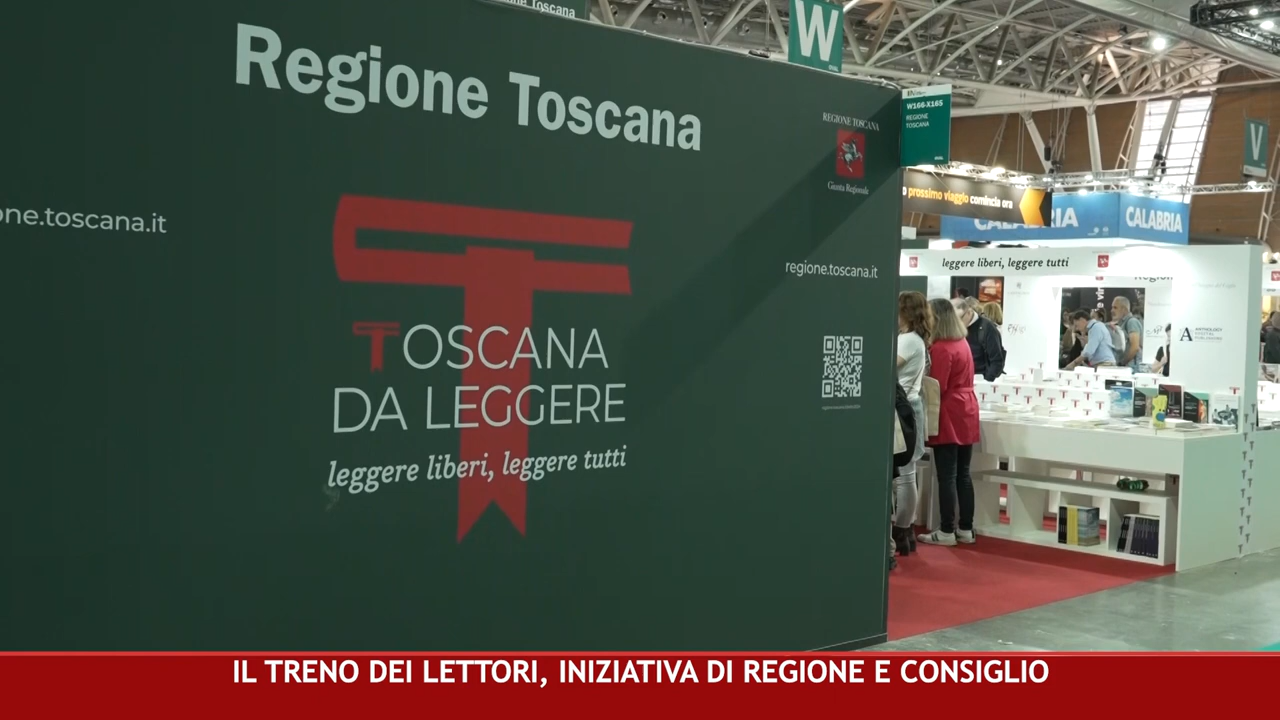 Regione Toscana
W
Regione Toscana
W166-X165
REGIONE
TOSCANA
V
REGIONE TOSCANA
Giunta Regionale
prossimo viaggio comincia ora
CALABRIA
CALABRIA
one.toscana.it
regione.toscana.it
leggere liberi, leggere tutti
TOSCANA
DA LEGGERE
leggere liberi, leggere tutti
IL TRENO DEI LETTORI, INIZIATIVA DI REGIONE E CONSIGLIO